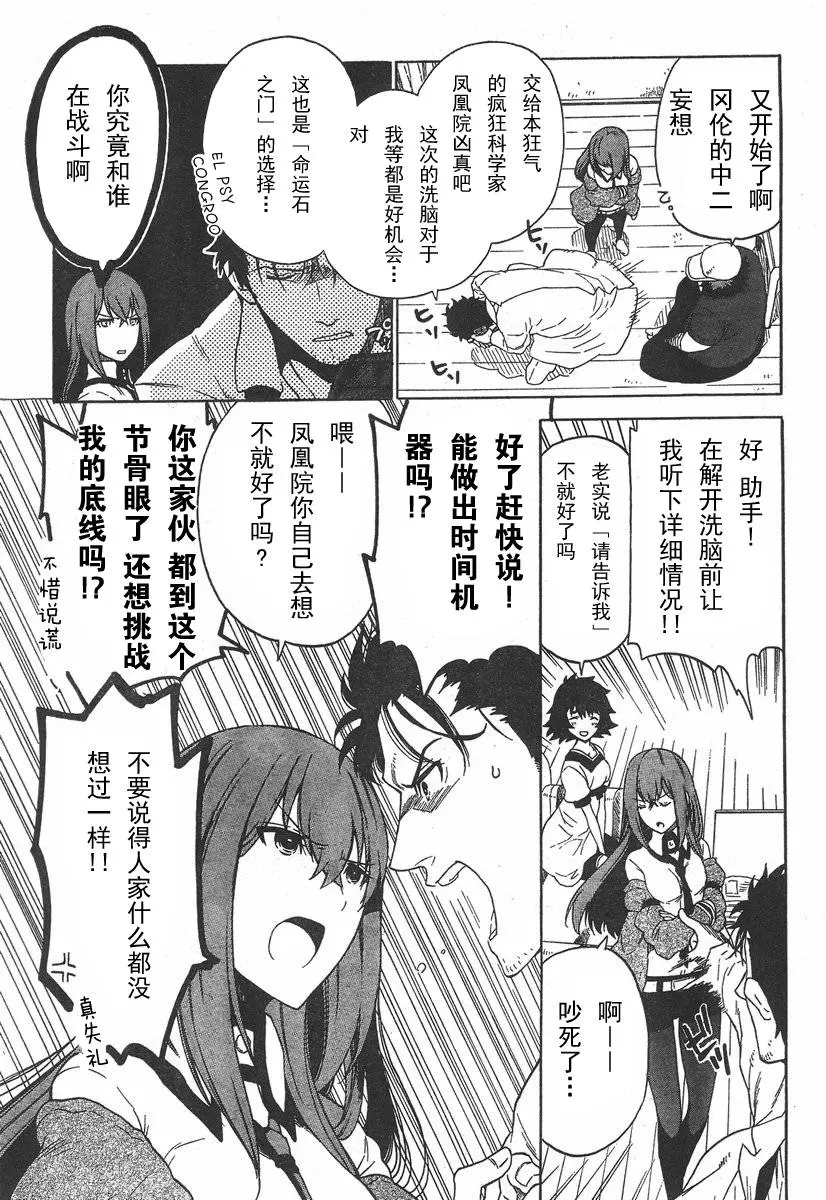 又开始了啊
冈伦的中二
妄想
交给本狂气
的疯狂科学家
凤凰院凶真吧
这次的洗脑对于
我等都是好机会…
对
这也是「命运石
之门」的选择…
EL PSY
CONGROO
你究竟和谁
在战斗啊
好 助手！
在解开洗脑前让
我听下详细情况!!
老实说「请告诉我」
不就好了吗
啊——
吵死了…
好了赶快说！
能做出时间机
器吗!?
喂——
凤凰院你自己去想
不就好了吗？
你这家伙 都到这个
节骨眼了 还想挑战
我的底线吗!?
不惜说谎
不要说得人家什么都没
想过一样!!
真失礼